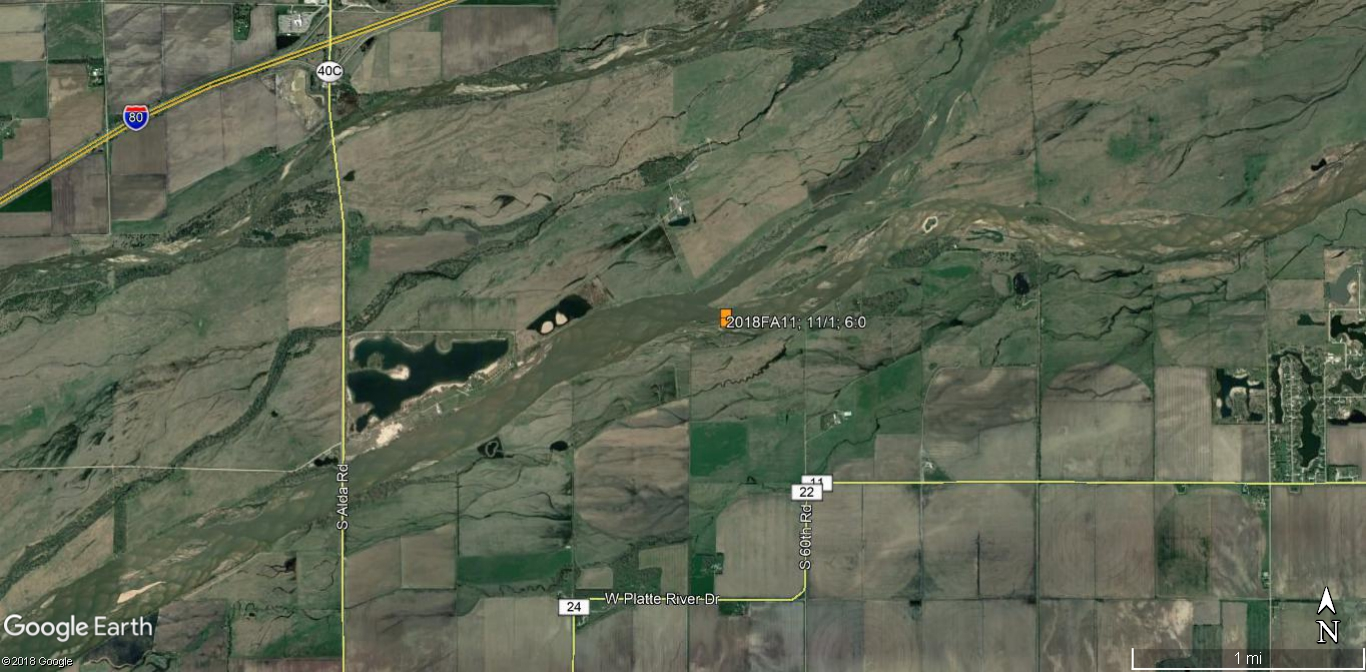 40C
80
2018FA11; 11/1; 6:0
11
22
S Alda Rd
S 60th Rd
W Platte River Dr
24
Google Earth
N
© 2018 Google
1 mi